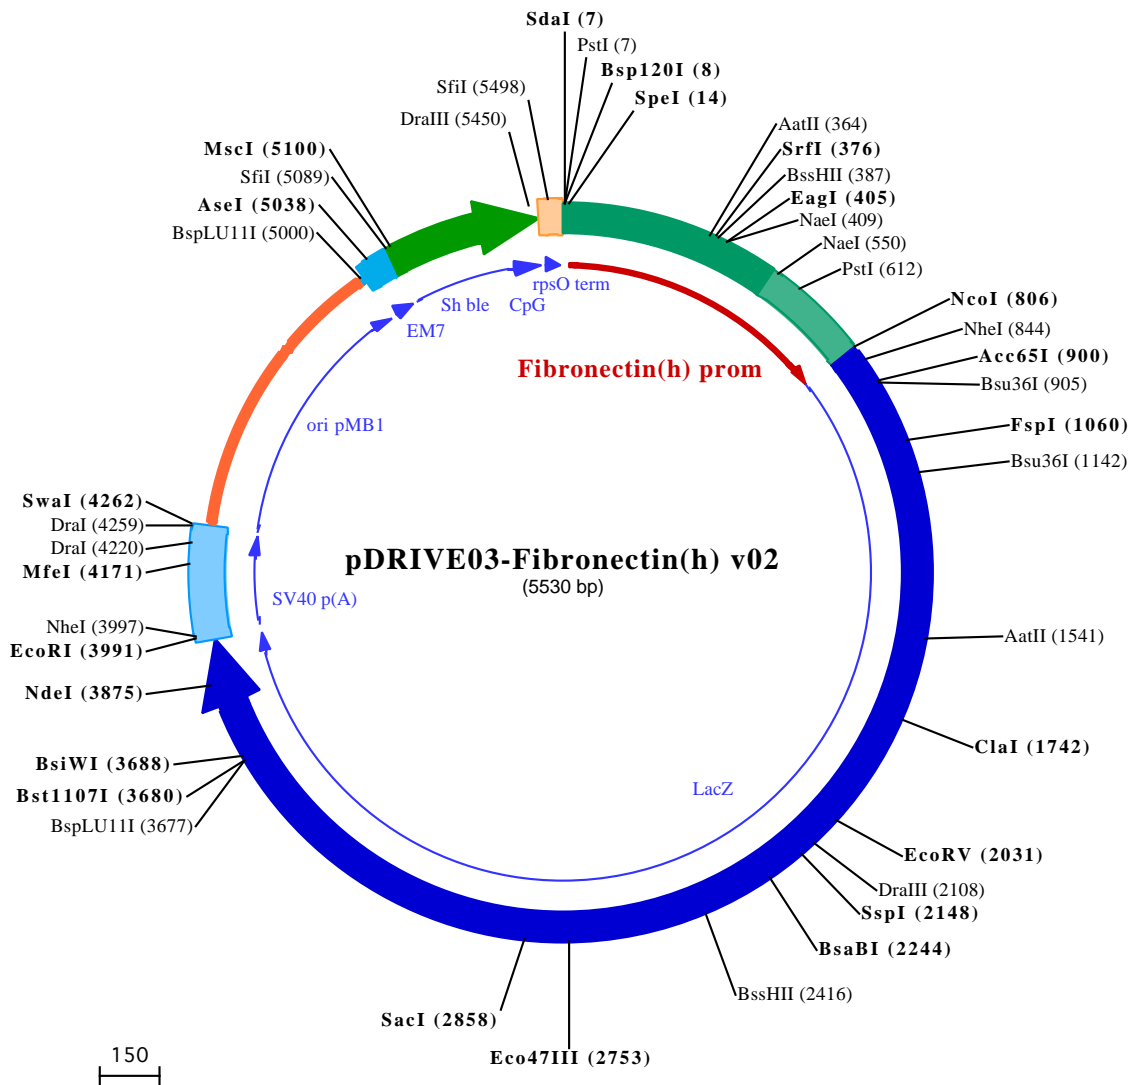 SdaI (7)
PstI (7)
Bsp120I (8)
SpeI (14)
SfiI (5498)
DraIII (5450)
AatII (364)
SrfI (376)
BssHII (387)
EagI (405)
NaeI (409)
NaeI (550)
PstI (612)
MscI (5100)
SfiI (5089)
AseI (5038)
BspLU11I (5000)
NcoI (806)
NheI (844)
Acc65I (900)
Bsu36I (905)
FspI (1060)
Bsu36I (1142)
rpsO term
Sh ble
CpG
EM7
Fibronectin(h) prom
ori pMB1
SwaI (4262)
DraI (4259)
DraI (4220)
MfeI (4171)
pDRIVE03-Fibronectin(h) v02
(5530 bp)
SV40 p(A)
NheI (3997)
EcoRI (3991)
NdeI (3875)
AatII (1541)
ClaI (1742)
BsiWI (3688)
Bst1107I (3680)
BspLU11I (3677)
LacZ
EcoRV (2031)
DraIII (2108)
SspI (2148)
BsaBI (2244)
BssHII (2416)
SacI (2858)
Eco47III (2753)
150